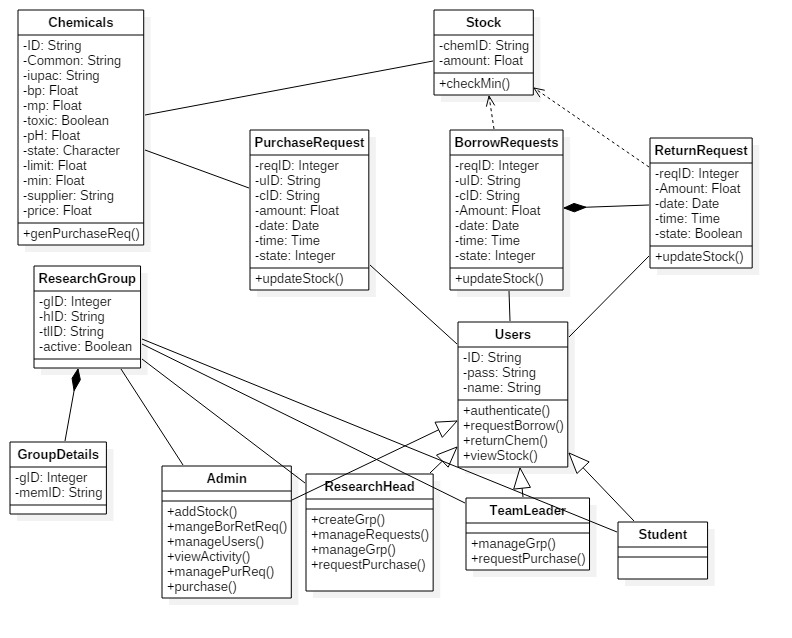 Chemicals
-ID: String
-Common: String
-iupac: String
-bp: Float
-mp: Float
-toxic: Boolean
-pH: Float
-state: Character
-limit: Float
-min: Float
-supplier: String
-price: Float
+genPurchaseReq()
Stock
-chemID: String
-amount: Float
+checkMin()
PurchaseRequest
-reqID: Integer
-uID: String
-cID: String
-amount: Float
-date: Date
-time: Time
-state: Integer
+updateStock()
BorrowRequests
-reqID: Integer
-uID: String
-cID: String
-Amount: Float
-date: Date
-time: Time
-state: Integer
+updateStock()
ReturnRequest
-reqID: Integer
-Amount: Float
-date: Date
-time: Time
-state: Boolean
+updateStock()
ResearchGroup
-gID: Integer
-hID: String
-tlID: String
-active: Boolean
Users
-ID: String
-pass: String
-name: String
+authenticate()
+requestBorrow()
+returnChem()
+viewStock()
GroupDetails
-gID: Integer
-memID: String
Admin
+addStock()
+mangeBorRetReq()
+manageUsers()
+viewActivity()
+managePurReq()
+purchase()
ResearchHead
+createGrp()
+manageRequests()
+manageGrp()
+requestPurchase()
TeamLeader
+manageGrp()
+requestPurchase()
Student